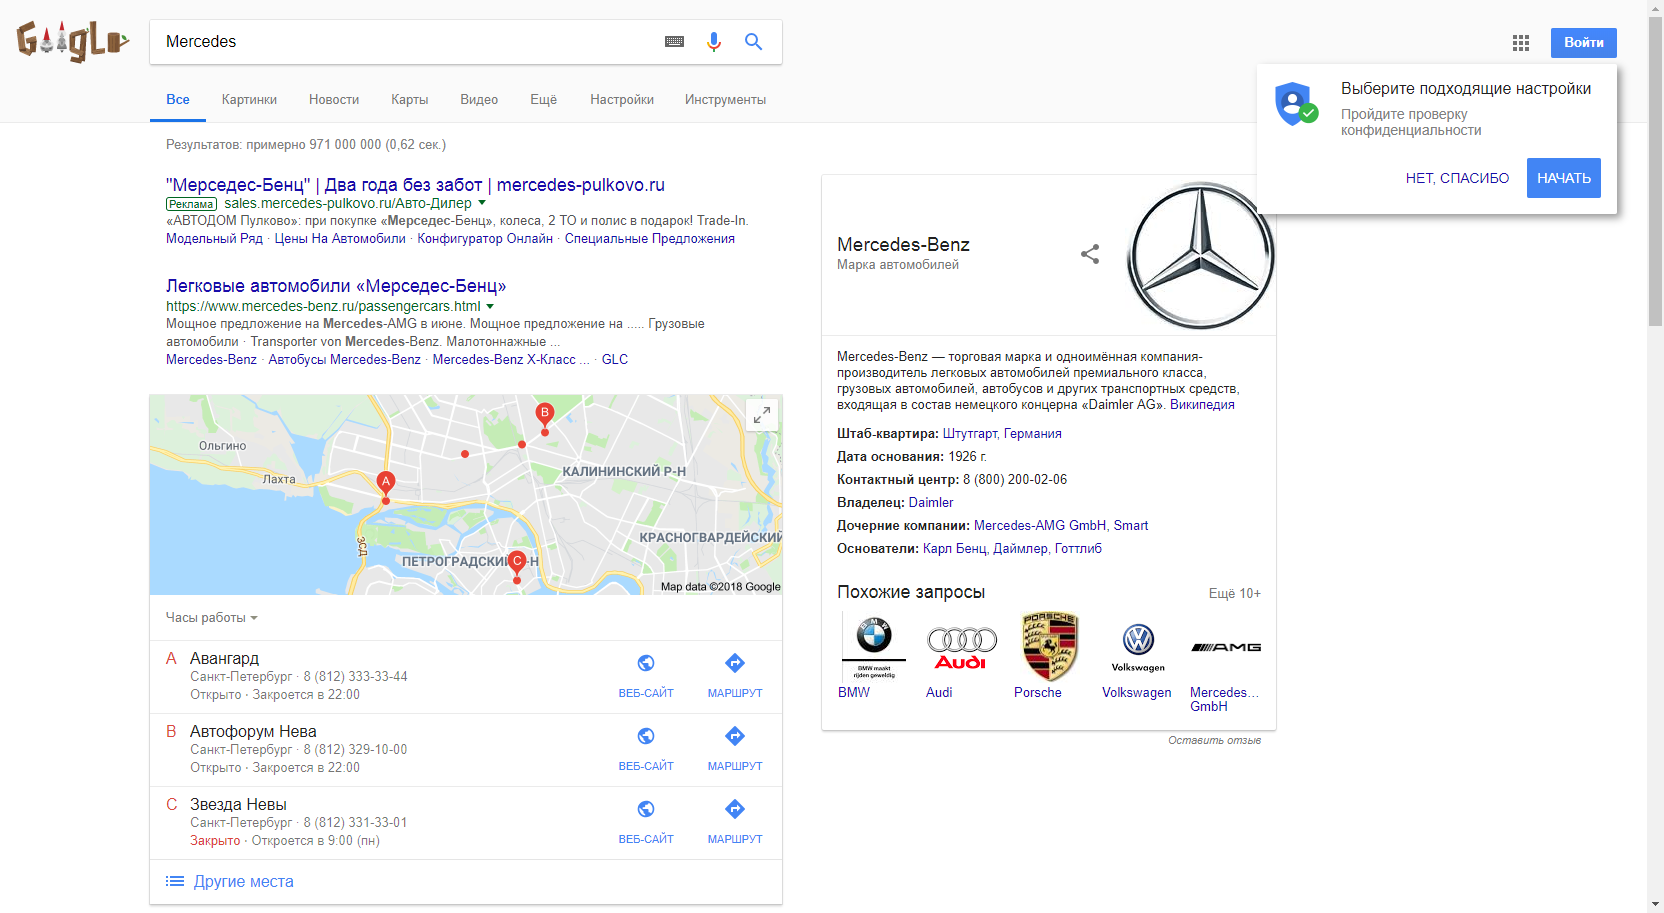 Google
Mercedes
Войти
Все
Картинки
Новости
Карты
Видео
Ещё
Настройки
Инструменты
Выберите подходящие настройки
Пройдите проверку
конфиденциальности
НЕТ, СПАСИБО
НАЧАТЬ
Результатов: примерно 971 000 000 (0,62 сек.)
"Мерседес-Бенц" | Два года без забот | mercedes-pulkovo.ru
Реклама sales.mercedes-pulkovo.ru/Авто-Дилер
«АВТОДОМ Пулково»: при покупке «Мерседес-Бенц», колеса, 2 ТО и полис в подарок! Trade-In.
Модельный Ряд · Цены На Автомобили · Конфигуратор Онлайн · Специальные Предложения
Легковые автомобили «Мерседес-Бенц»
https://www.mercedes-benz.ru/passengercars.html
Мощное предложение на Mercedes-AMG в июне. Мощное предложение на ..... Грузовые
автомобили · Transporter von Mercedes-Benz. Малотоннажные ...
Mercedes-Benz · Автобусы Mercedes-Benz · Mercedes-Benz X-Класс ... · GLC
B
Ольгино
КАЛИНИНСКИЙ Р-Н
Лахта
A
ЗСД
КРАСНОГВАРДЕЙСКИЙ
ПЕТРОГРАДСКИЙ Р-Н
C
Map data ©2018 Google
Часы работы
A Авангард
Санкт-Петербург · 8 (812) 333-33-44
Открыто · Закроется в 22:00
ВЕБ-САЙТ
МАРШРУТ
B Автофорум Нева
Санкт-Петербург · 8 (812) 329-10-00
Открыто · Закроется в 22:00
ВЕБ-САЙТ
МАРШРУТ
C Звезда Невы
Санкт-Петербург · 8 (812) 331-33-01
Закрыто · Откроется в 9:00 (пн)
ВЕБ-САЙТ
МАРШРУТ
Другие места
Mercedes-Benz
Марка автомобилей
Mercedes-Benz — торговая марка и одноимённая компания-
производитель легковых автомобилей премиального класса,
грузовых автомобилей, автобусов и других транспортных средств,
входящая в состав немецкого концерна «Daimler AG». Википедия
Штаб-квартира: Штутгарт, Германия
Дата основания: 1926 г.
Контактный центр: 8 (800) 200-02-06
Владелец: Daimler
Дочерние компании: Mercedes-AMG GmbH, Smart
Основатели: Карл Бенц, Даймлер, Готтлиб
Похожие запросы
Ещё 10+
BMW
BMW maakt
rijden geweldig
BMW
Audi
Audi
PORSCHE
Porsche
Volkswagen
Volkswagen
AMG
Mercedes...
GmbH
Оставить отзыв